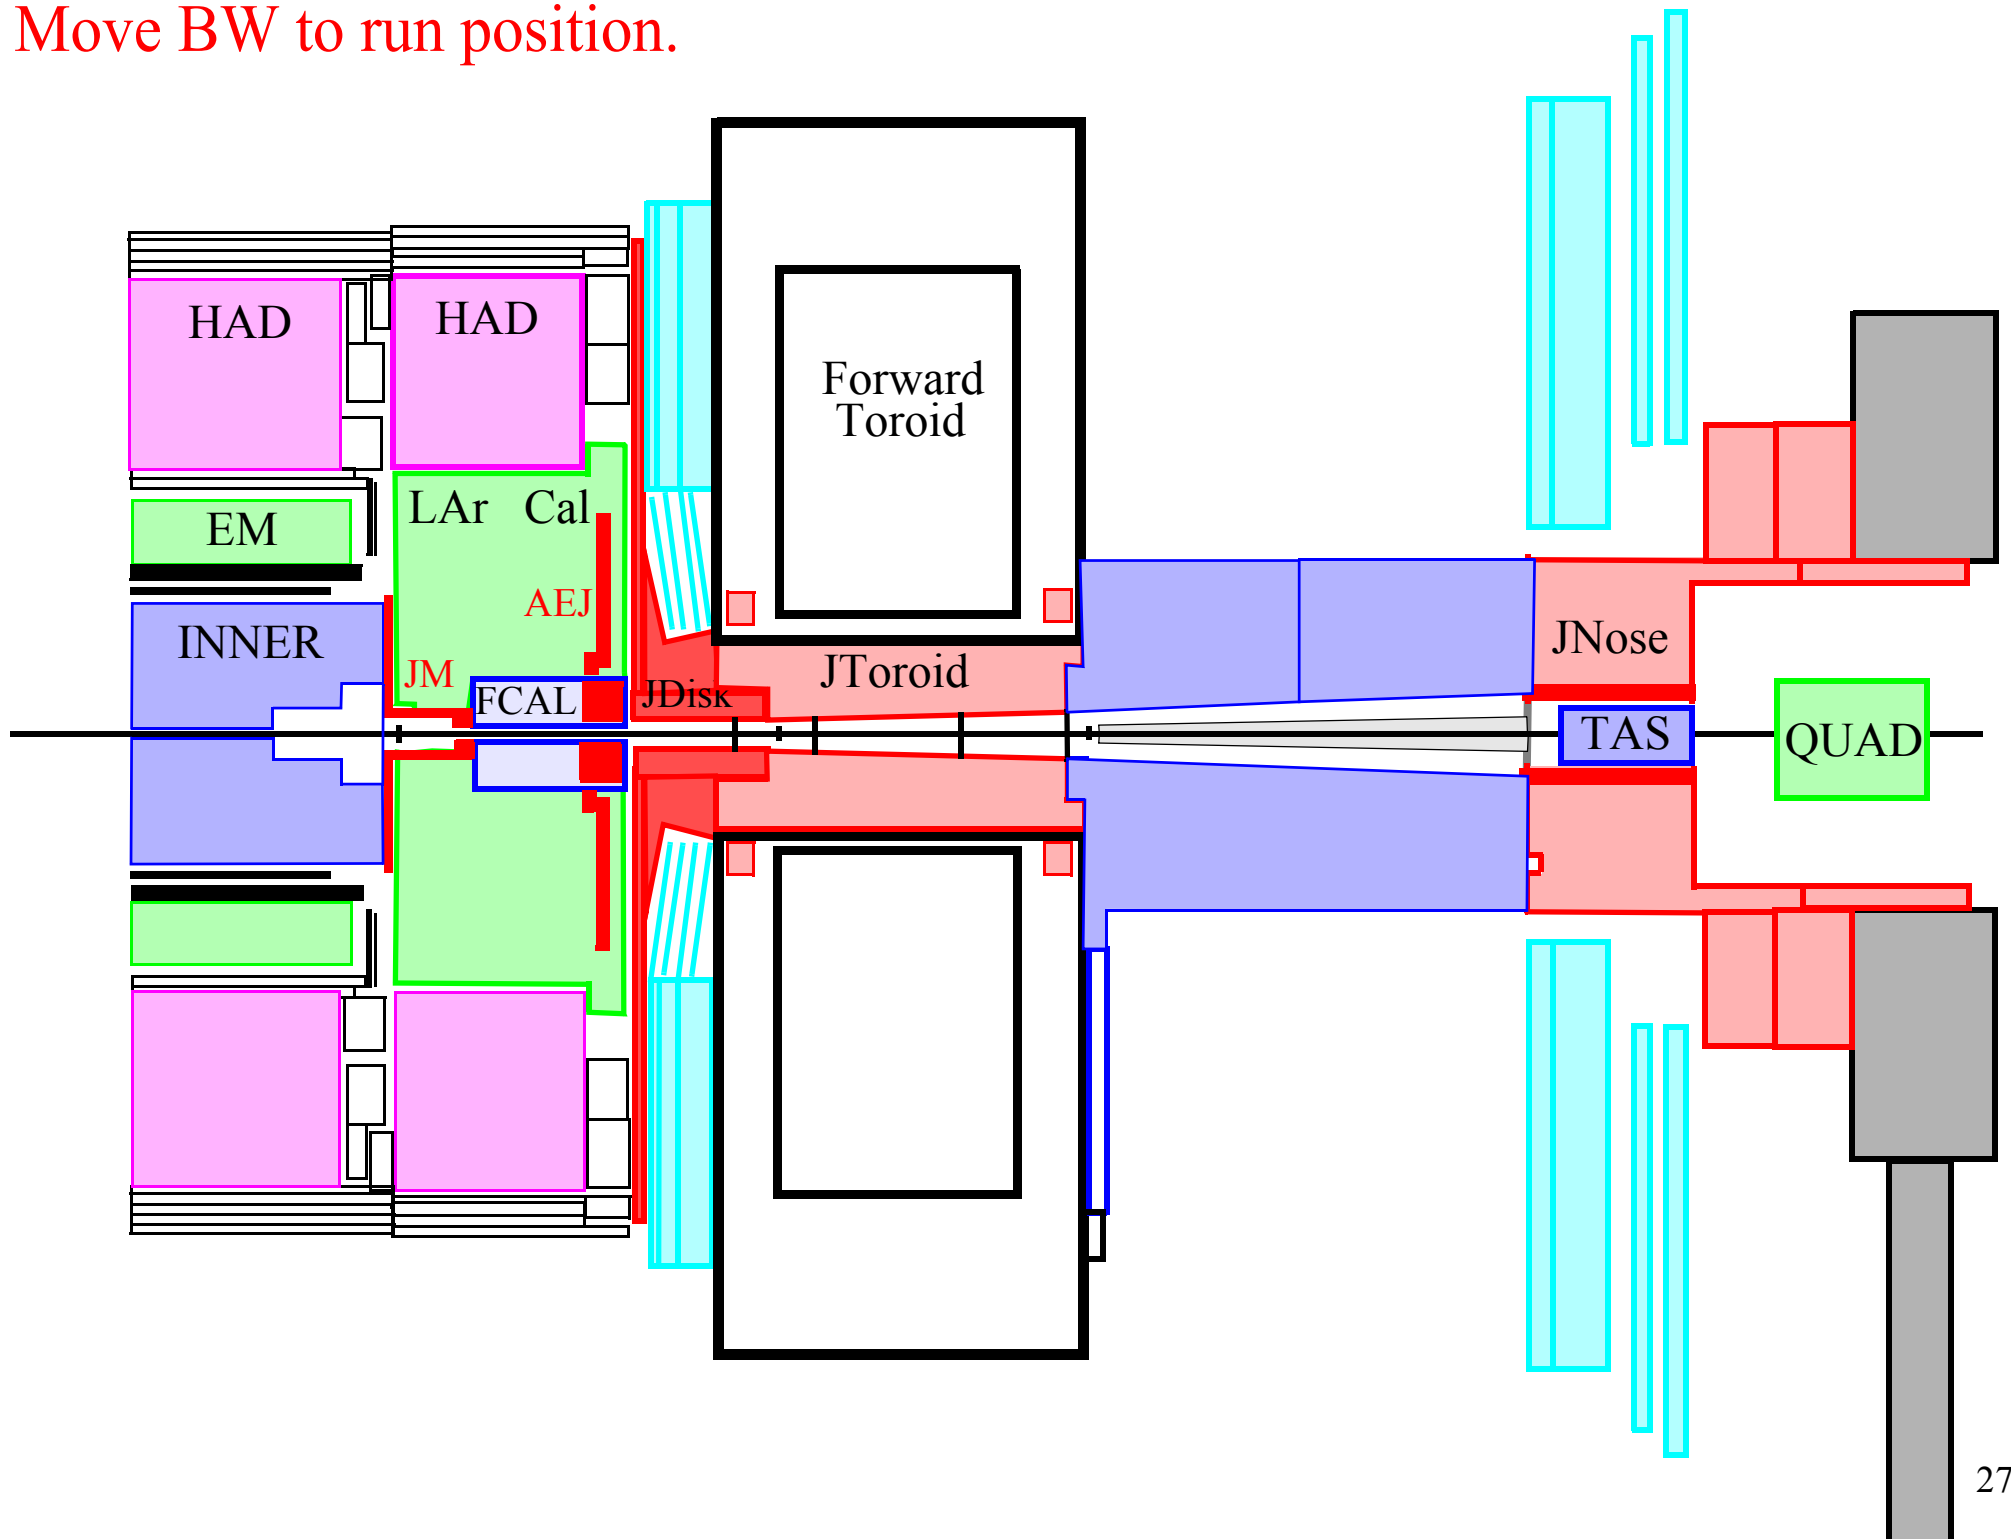 Move BW to run position.
HAD
HAD
Forward
Toroid
LAr Cal
EM
AEJ
INNER
JM
JToroid
JNose
FCAL
JDisk
TAS
QUAD
27